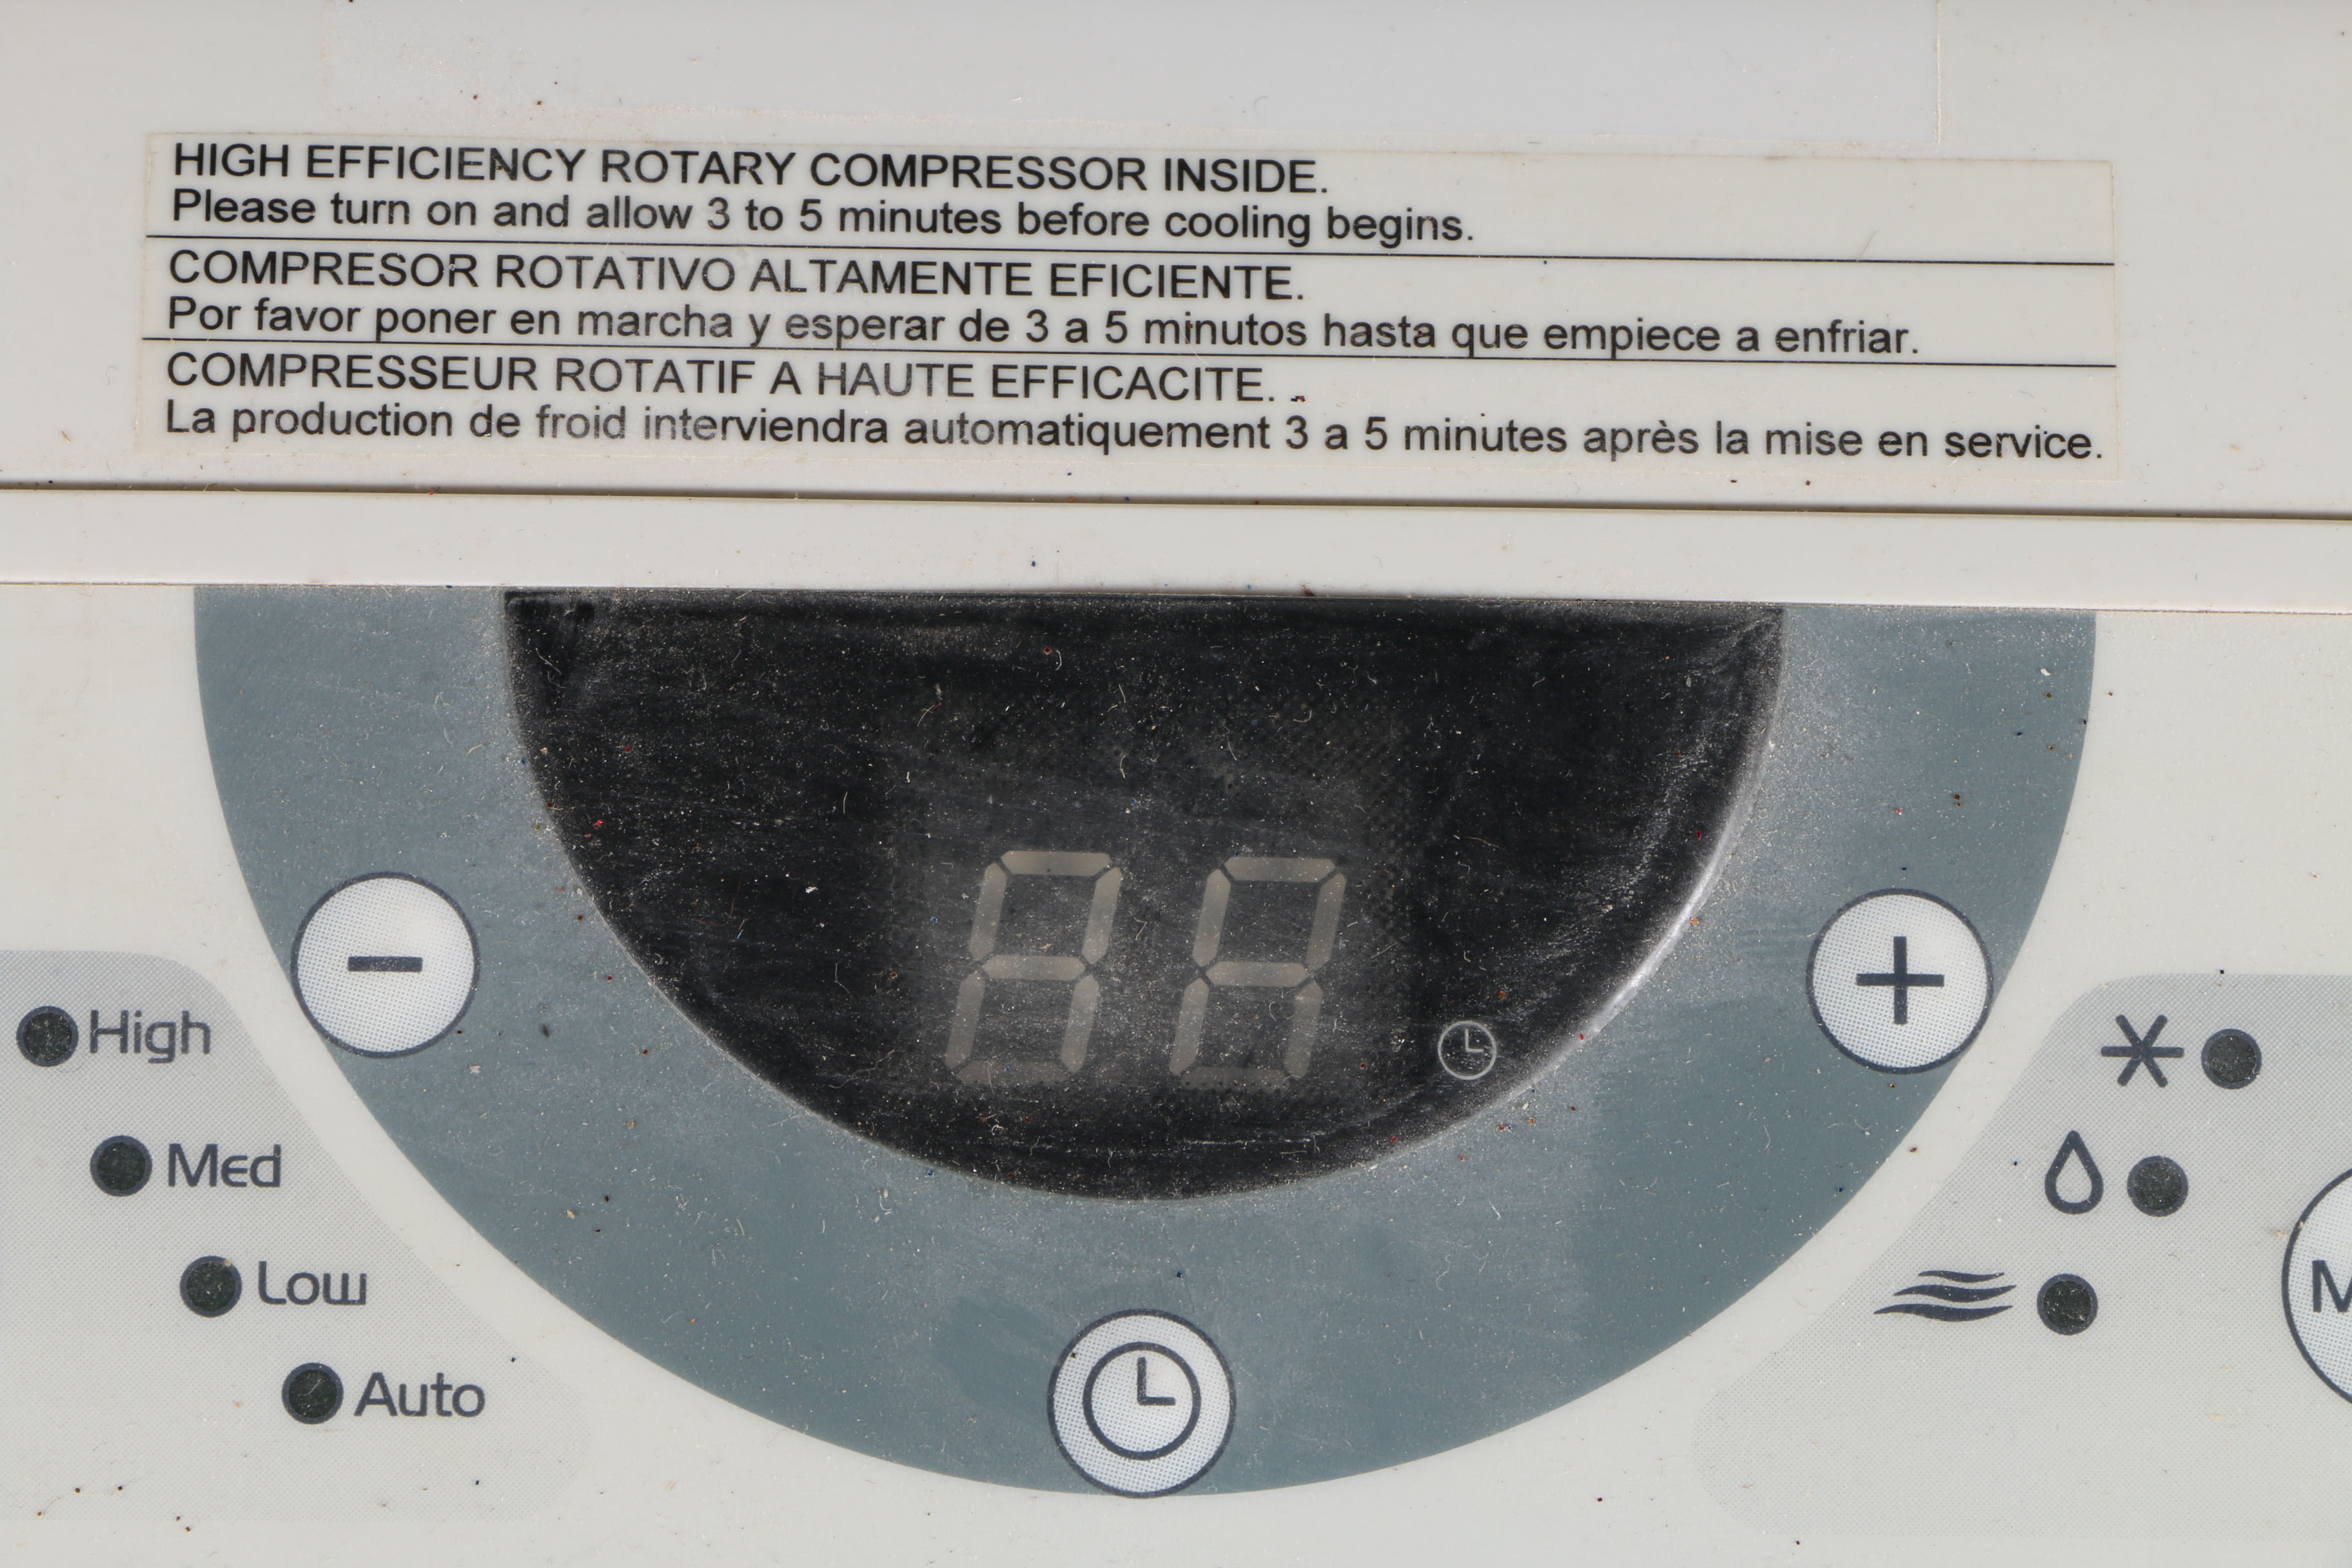 HIGH EFFICIENCY ROTARY COMPRESSOR INSIDE.
Please turn on and allow 3 to 5 minutes before cooling begins.
COMPRESOR ROTATIVO ALTAMENTE EFICIENTE.
Por favor poner en marcha y esperar de 3 a 5 minutos hasta que empiece a enfriar.
COMPRESSEUR ROTATIF A HAUTE EFFICACITE.
La production de froid interviendra automatiquement 3 a 5 minutes après la mise en service.
High
Med
Low
Auto